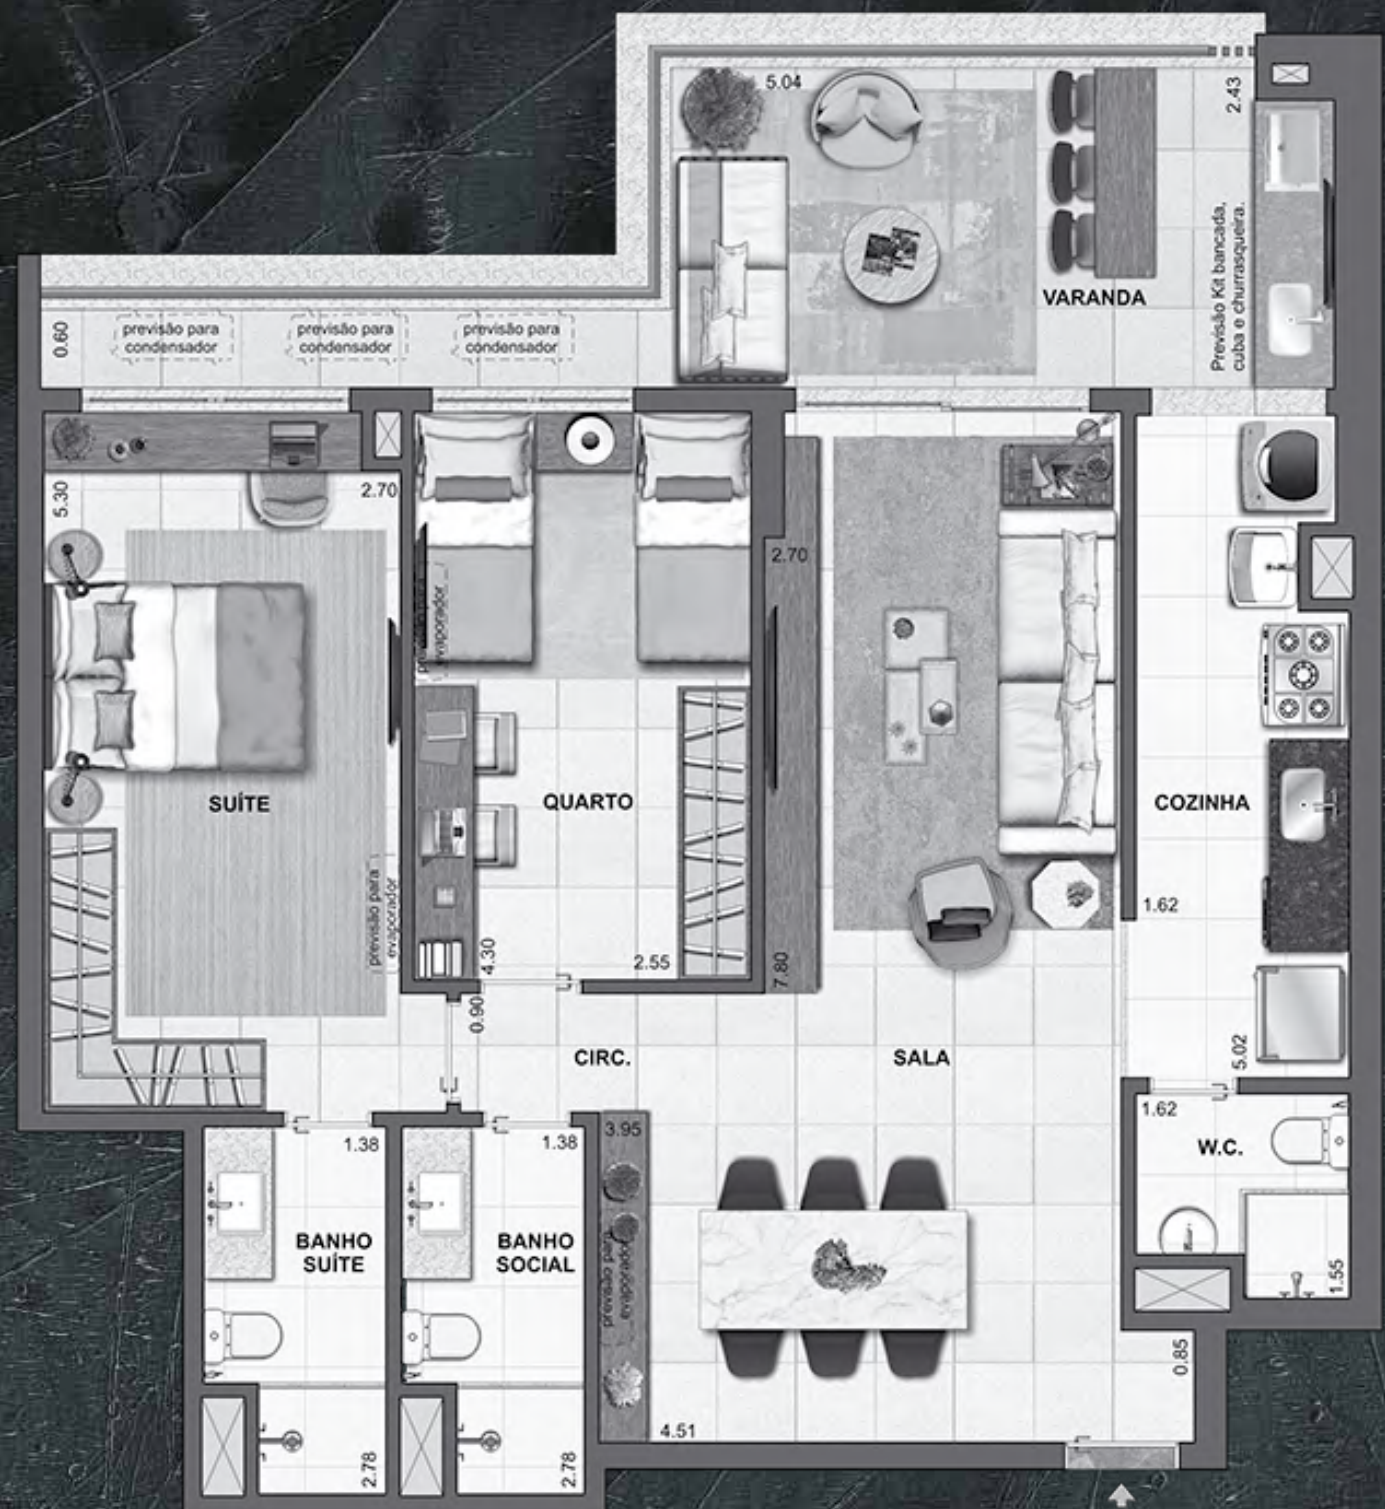 5.04
2.43
Previsão Kit bancada,
cuba e churrasqueira.
VARANDA
0.60
previsão para
condensador
previsão para
condensador
previsão para
condensador
5.30
2.70
2.70
evaporador
SUÍTE
QUARTO
COZINHA
previsão para
evaporador
1.62
4.30
2.55
7.80
0.90
CIRC.
SALA
5.02
1.62
W.C.
1.38
1.38
3.95
BANHO
SUÍTE
BANHO
SOCIAL
previsão para
evaporador
1.55
0.85
4.51
2.78
2.78